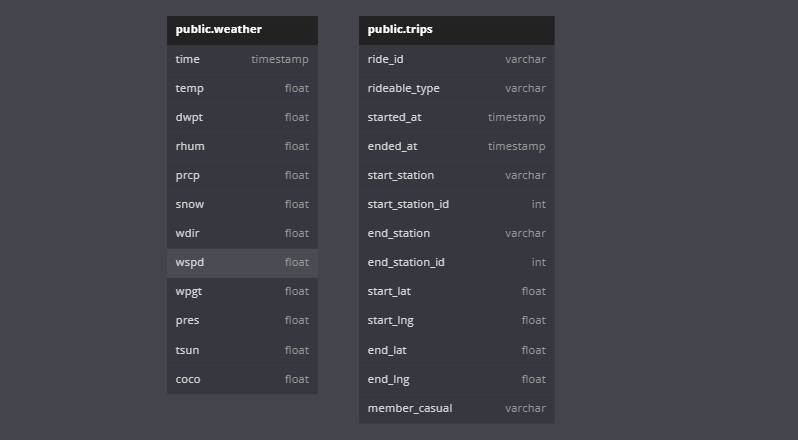 public.weather
time timestamp
temp float
dwpt float
rhum float
prcp float
snow float
wdir float
wspd float
wpgt float
pres float
tsun float
coco float
public.trips
ride_id varchar
rideable_type varchar
started_at timestamp
ended_at timestamp
start_station varchar
start_station_id int
end_station varchar
end_station_id int
start_lat float
start_lng float
end_lat float
end_lng float
member_casual varchar